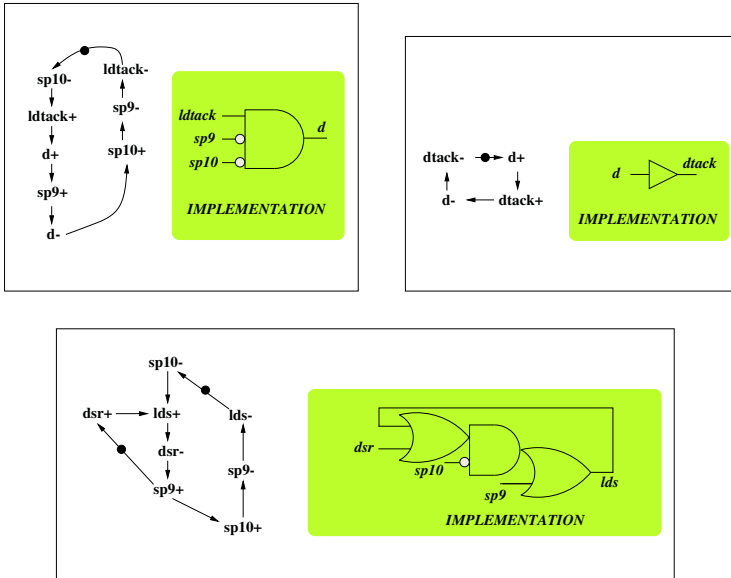 sp10-
ldtack+
d+
sp9+
d-
ldtack-
sp9-
sp10+
ldtack
sp9
sp10
d
IMPLEMENTATION
dtack-
d+
d-
dtack+
d
dtack
IMPLEMENTATION
sp10-
dsr+
lds+
lds-
dsr-
sp9+
sp9-
sp10+
dsr
sp10
sp9
lds
IMPLEMENTATION